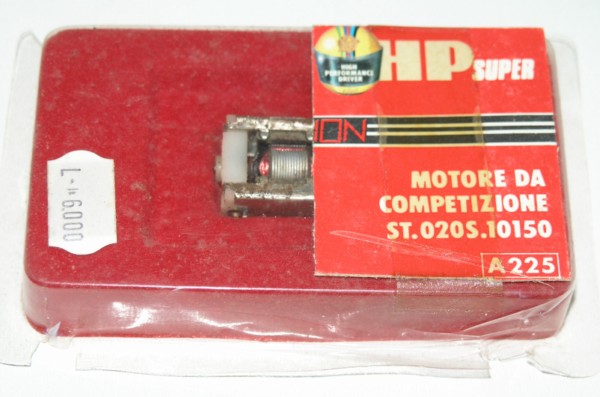 HP SUPER
HIGH
PERFORMANCE
DRIVER
ION
MOTORE DA
COMPETIZIONE
ST.020S.10150
A225
6000